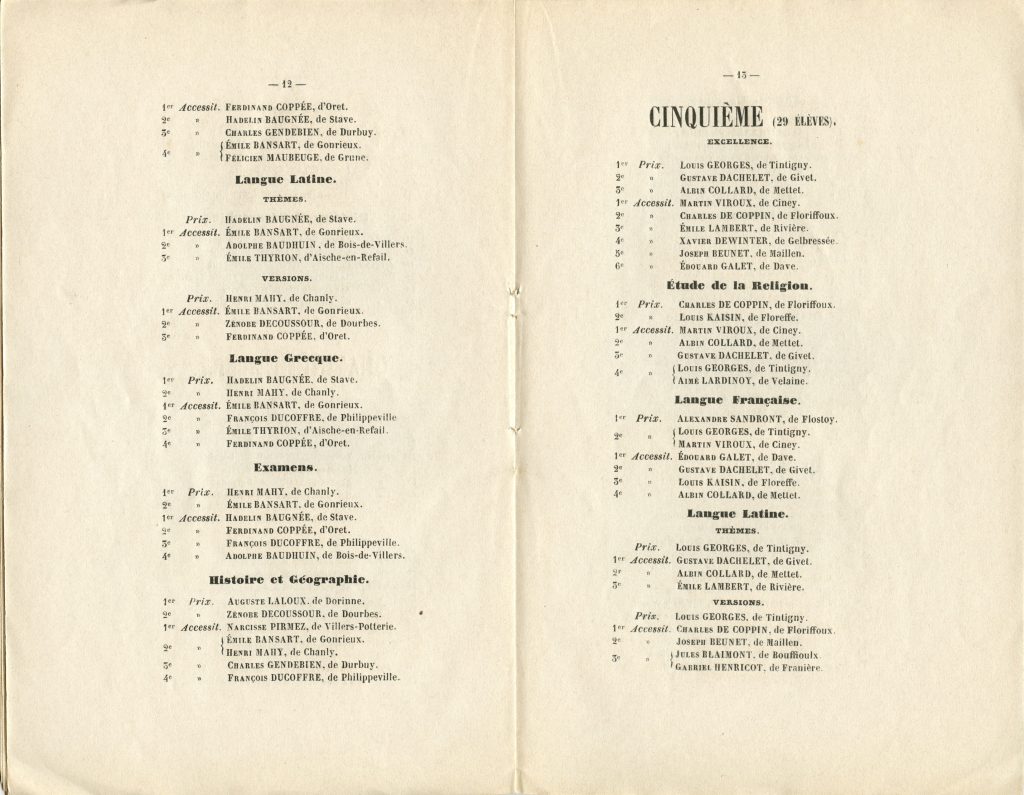 — 12 —
1er Accessit. FERDINAND COPPÉE, d'Oret.
2e » HADELIN BAUGNÉE, de Stave.
3e » CHARLES GENDEBIEN, de Durbuy.
4e » { ÉMILE BANSART, de Gonrieux.
FÉLICIEN MAUBEUGE, de Grune.
Langue Latine.
THÈMES.
Prix. HADELIN BAUGNÉE, de Stave.
1er Accessit. ÉMILE BANSART, de Gonrieux.
2e » ADOLPHE BAUDHUIN, de Bois-de-Villers.
3e » ÉMILE THYRION, d'Aische-en-Refail.
VERSIONS.
Prix. HENRI MAHY, de Chanly.
1er Accessit. ÉMILE BANSART, de Gonrieux.
2e » ZÉNOBE DECOUSSOUR, de Dourbes.
3e » FERDINAND COPPÉE, d'Oret.
Langue Grecque.
1er Prix. HADELIN BAUGNÉE, de Stave.
2e » HENRI MAHY, de Chanly.
1er Accessit. ÉMILE BANSART, de Gonrieux.
2e » FRANÇOIS DUCOFFRE, de Philippeville
3e » ÉMILE THYRION, d'Aische-en-Refail.
4e » FERDINAND COPPÉE, d'Oret.
Examens.
1er Prix. HENRI MAHY, de Chanly.
2e » ÉMILE BANSART, de Gonrieux.
1er Accessit. HADELIN BAUGNÉE, de Stave.
2e » FERDINAND COPPÉE, d'Oret.
3e » FRANÇOIS DUCOFFRE, de Philippeville.
4e » ADOLPHE BAUDHUIN, de Bois-de-Villers.
Histoire et Géographie.
1er Prix. AUGUSTE LALOUX, de Dorinne.
2e » ZÉNOBE DECOUSSOUR, de Dourbes.
1er Accessit. NARCISSE PIRMEZ, de Villers-Potterie.
2e » { ÉMILE BANSART, de Gonrieux.
HENRI MAHY, de Chanly.
3e » CHARLES GENDEBIEN, de Durbuy.
4e » FRANÇOIS DUCOFFRE, de Philippeville.
— 13 —
CINQUIÈME (29 ÉLÈVES).
EXCELLENCE.
1er Prix. LOUIS GEORGES, de Tintigny.
2e » GUSTAVE DACHELET, de Givet.
3e » ALBIN COLLARD, de Mettet.
1er Accessit. MARTIN VIROUX, de Ciney.
2e » CHARLES DE COPPIN, de Floriffoux.
3e » ÉMILE LAMBERT, de Rivière.
4e » XAVIER DEWINTER, de Gelbressée.
5e » JOSEPH BEUNET, de Maillen.
6e » ÉDOUARD GALET, de Dave.
Étude de la Religion.
1er Prix. CHARLES DE COPPIN, de Floriffoux.
2e » LOUIS KAISIN, de Floreffe.
1er Accessit. MARTIN VIROUX, de Ciney.
2e » ALBIN COLLARD, de Mettet.
3e » GUSTAVE DACHELET, de Givet.
4e » { LOUIS GEORGES, de Tintigny.
AIMÉ LARDINOY, de Velaine.
Langue Française.
1er Prix. ALEXANDRE SANDRONT, de Flostoy.
2e » { LOUIS GEORGES, de Tintigny.
MARTIN VIROUX, de Ciney.
1er Accessit. ÉDOUARD GALET, de Dave.
2e » GUSTAVE DACHELET, de Givet.
3e » LOUIS KAISIN, de Floreffe.
4e » ALBIN COLLARD, de Mettet.
Langue Latine.
THÈMES.
Prix. LOUIS GEORGES, de Tintigny.
1er Accessit. GUSTAVE DACHELET, de Givet.
2e » ALBIN COLLARD, de Mettet.
3e » ÉMILE LAMBERT, de Rivière.
VERSIONS.
Prix. LOUIS GEORGES, de Tintigny.
1er Accessit. CHARLES DE COPPIN, de Floriffoux.
2e » JOSEPH BEUNET, de Maillen.
3e » { JULES BLAIMONT, de Bouffioulx
GABRIEL HENRICOT, de Franière.